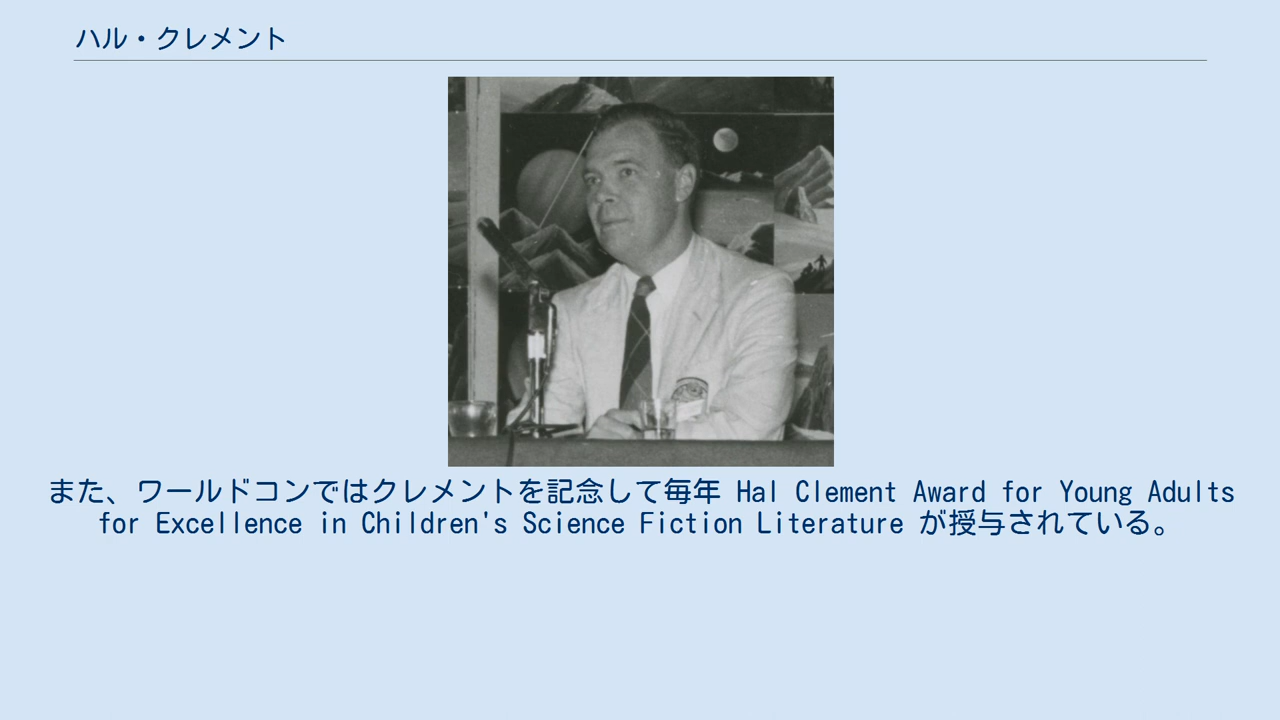 ハル・クレメント
また、ワールドコンではクレメントを記念して毎年 Hal Clement Award for Young Adults
for Excellence in Children's Science Fiction Literature が授与されている。